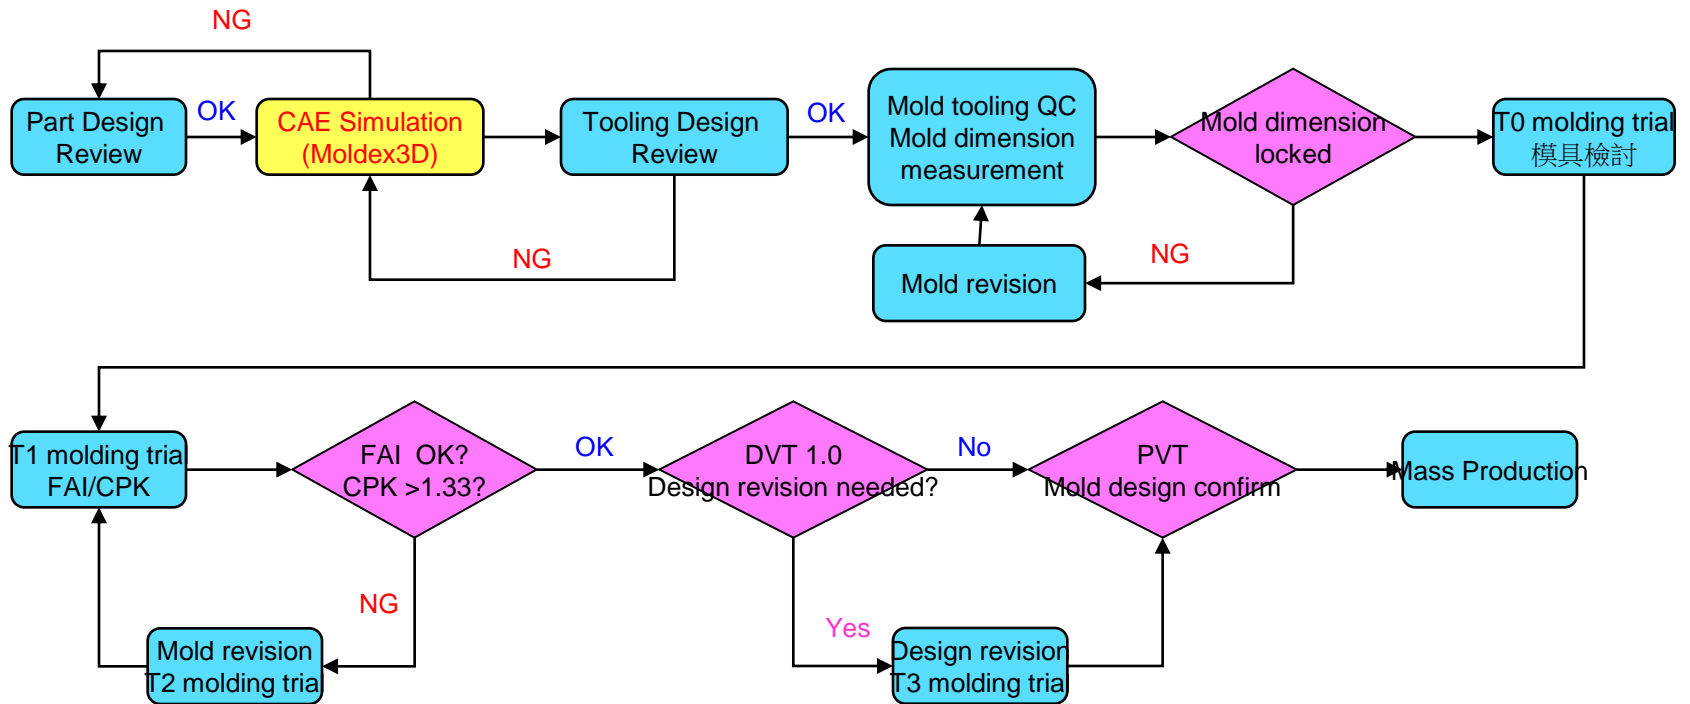 NG
Part Design
Review
OK
CAE Simulation
(Moldex3D)
Tooling Design
Review
OK
Mold tooling QC
Mold dimension
measurement
Mold dimension
locked
T0 molding trial
模具檢討
NG
Mold revision
NG
T1 molding trial
FAI/CPK
FAI OK?
CPK >1.33?
OK
DVT 1.0
Design revision needed?
No
PVT
Mold design confirm
Mass Production
NG
Mold revision
T2 molding trial
Yes
Design revision
T3 molding trial